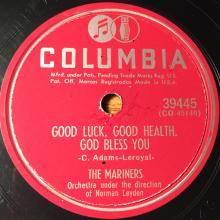 COLUMBIA
Mfrd. under Pats. Pending Trade Marks Reg. U.S.
Pat. Off. Marcas Registradas Made in U.S.A.
39445
(CO 45140)
GOOD LUCK, GOOD HEALTH,
GOD BLESS YOU
-C. Adams-Leroyal-
THE MARINERS
Orchestra under the direction
of Norman Leyden